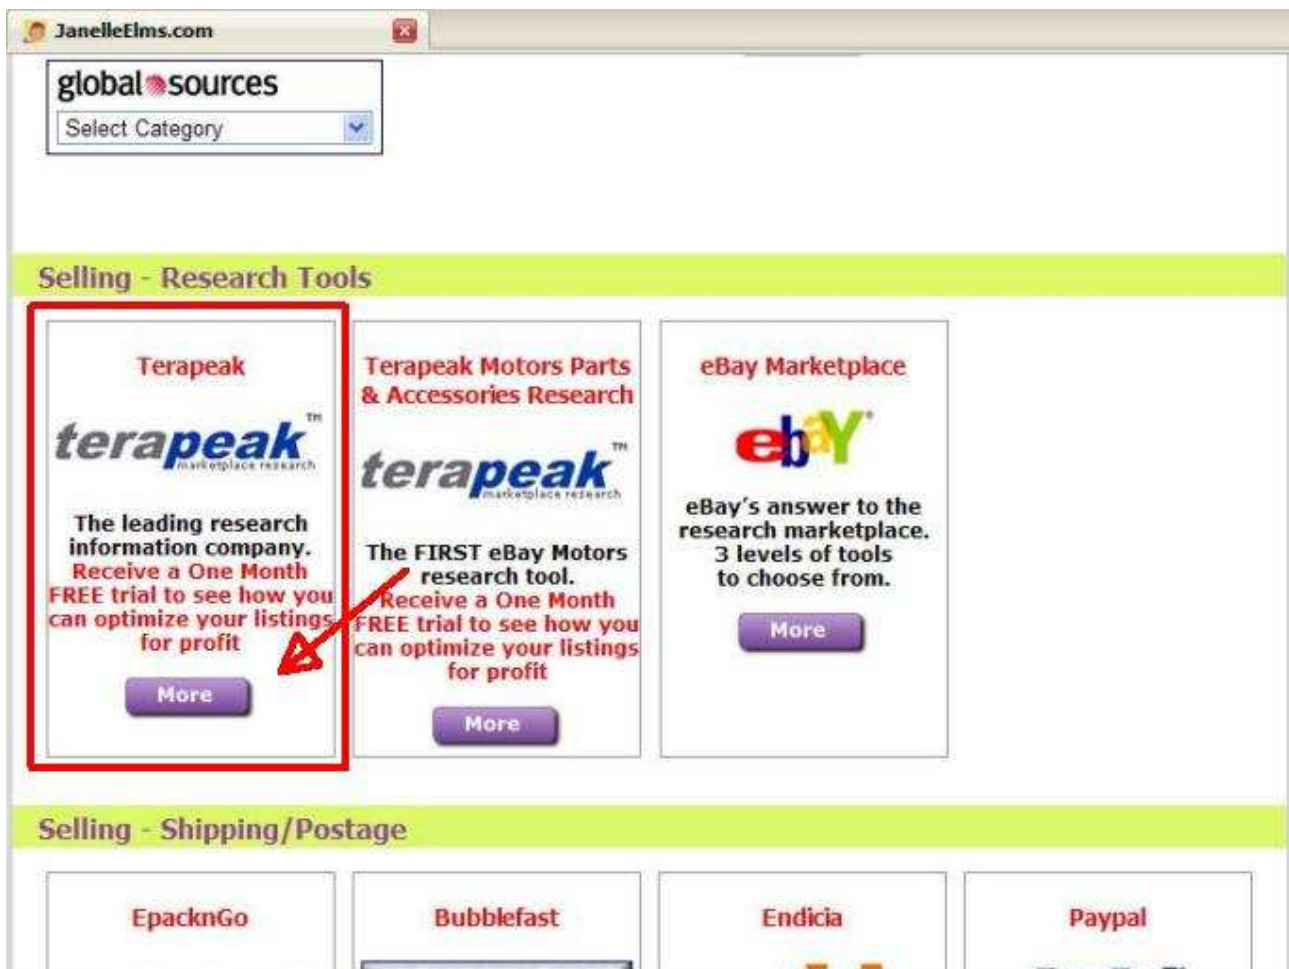 JanelleElms.com
global sources
Select Category
Selling - Research Tools
Terapeak
terapeak™
marketplace research
The leading research
information company.
Receive a One Month
FREE trial to see how you
can optimize your listings
for profit
More
Terapeak Motors Parts
& Accessories Research
terapeak™
marketplace research
The FIRST eBay Motors
research tool.
Receive a One Month
FREE trial to see how you
can optimize your listings
for profit
More
eBay Marketplace
ebY®
eBay's answer to the
research marketplace.
3 levels of tools
to choose from.
More
Selling - Shipping/Postage
EpacknGo
Bubblefast
Endicia
Paypal